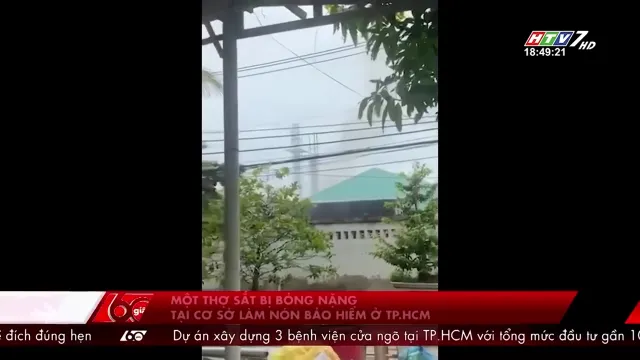 HTV7 HD
18:49:21
60 giây
MỘT THỢ SẮT BỊ BỎNG NẶNG
TẠI CƠ SỞ LÀM NÓN BẢO HIỂM Ở TP.HCM
đích đúng hẹn 60 Dự án xây dựng 3 bệnh viện cửa ngõ tại TP.HCM với tổng mức đầu tư gần